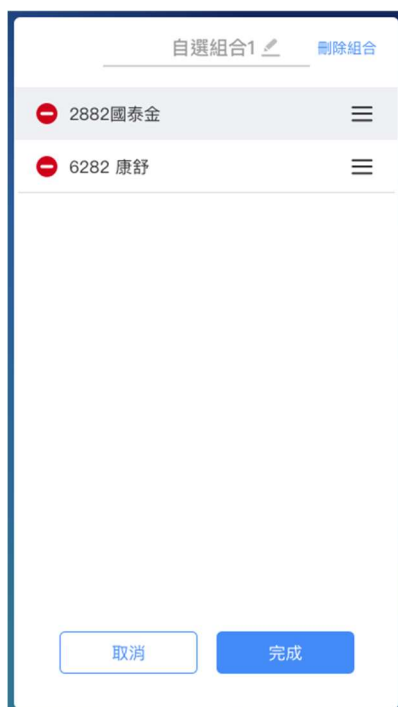 自選組合1
刪除組合
2882國泰金
6282 康舒
取消
完成